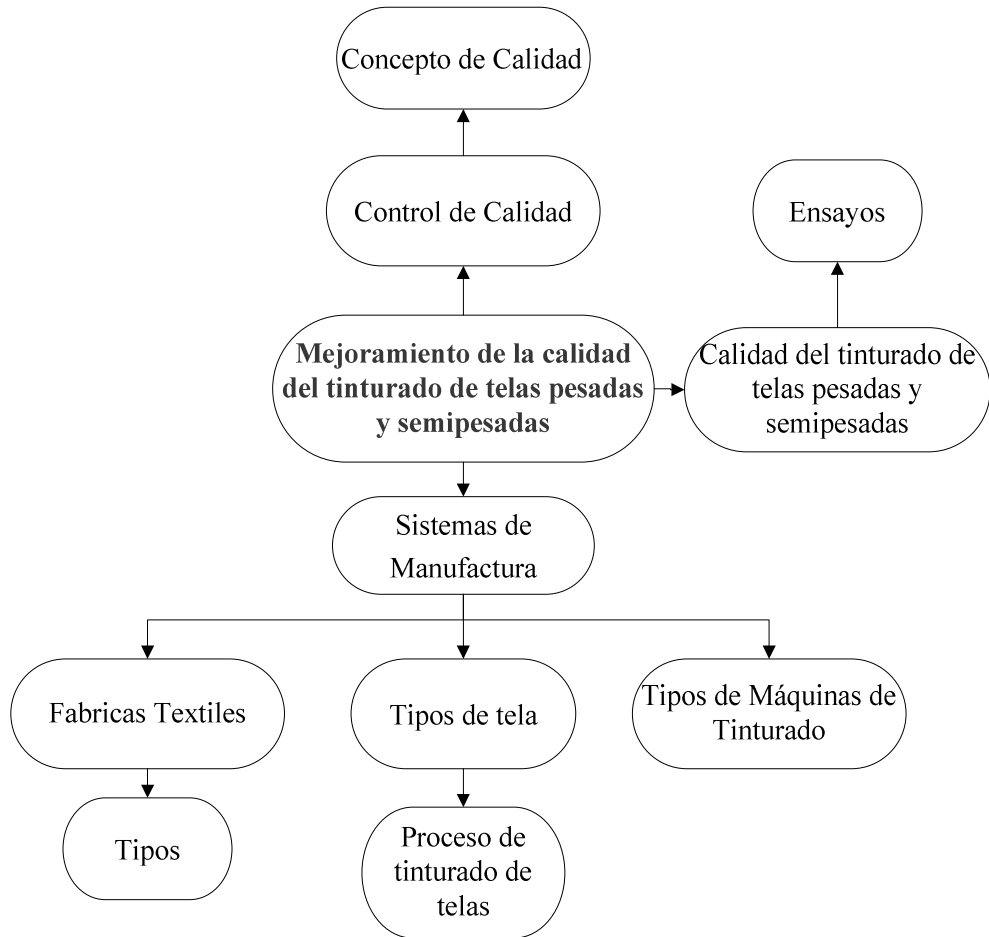 Concepto de Calidad
Control de Calidad
Ensayos
Mejoramiento de la calidad
del tinturado de telas pesadas
y semipesadas
Calidad del tinturado de
telas pesadas y
semipesadas
Sistemas de
Manufactura
Fabricas Textiles
Tipos de tela
Tipos de Máquinas de
Tinturado
Tipos
Proceso de
tinturado de
telas